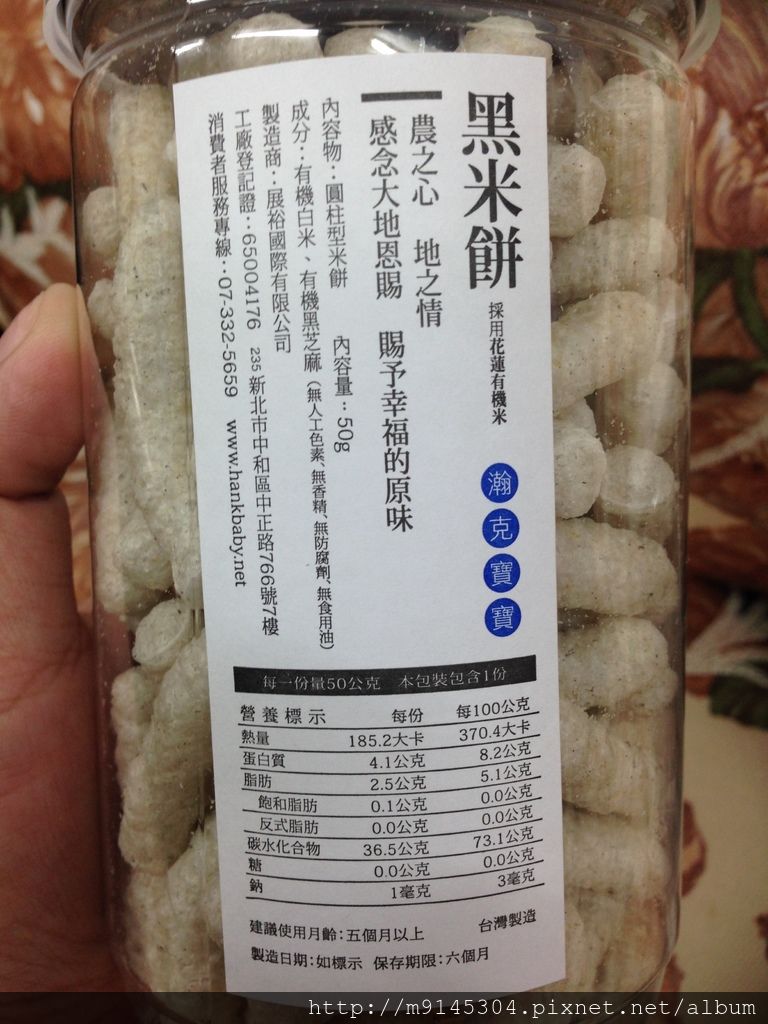 黑米餅 採用花蓮有機米 瀚克寶寶
農之心 地之情
感念大地恩賜 賜予幸福的原味
內容物:圓柱型米餅 內容量:50g
成分:有機白米、有機黑芝麻(無人工色素、無香精、無防腐劑、無食用油)
製造商:展裕國際有限公司
工廠登記證:65004176 235 新北市中和區中正路766號7樓
消費者服務專線:07-332-5659 www.hankbaby.net
每一份量50公克 本包裝包含1份
營養標示 每份 每100公克
熱量 185.2大卡 370.4大卡
蛋白質 4.1公克 8.2公克
脂肪 2.5公克 5.1公克
飽和脂肪 0.1公克 0.0公克
反式脂肪 0.0公克 0.0公克
碳水化合物 36.5公克 73.1公克
糖 0.0公克 0.0公克
鈉 1毫克 3毫克
建議使用月齡:五個月以上 台灣製造
製造日期:如標示 保存期限:六個月
http://m9145304.pixnet.net/album